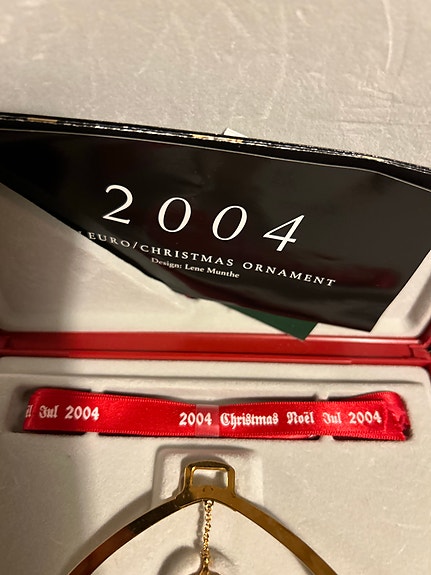 2004
EURO/CHRISTMAS ORNAMENT
Design: Lene Munthe
Jul 2004 2004 Christmas Noël Jul 2004